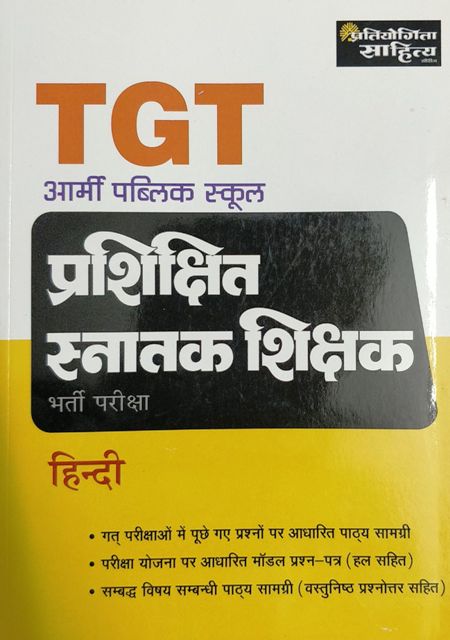 प्रतियोगिता
साहित्य
सीरीज
TGT
आर्मी पब्लिक स्कूल
प्रशिक्षित
स्नातक शिक्षक
भर्ती परीक्षा
हिन्दी
• गत् परीक्षाओं में पूछे गए प्रश्नों पर आधारित पाठ्य सामग्री
• परीक्षा योजना पर आधारित मॉडल प्रश्न-पत्र (हल सहित)
• सम्बद्ध विषय सम्बन्धी पाठ्य सामग्री (वस्तुनिष्ठ प्रश्नोत्तर सहित)